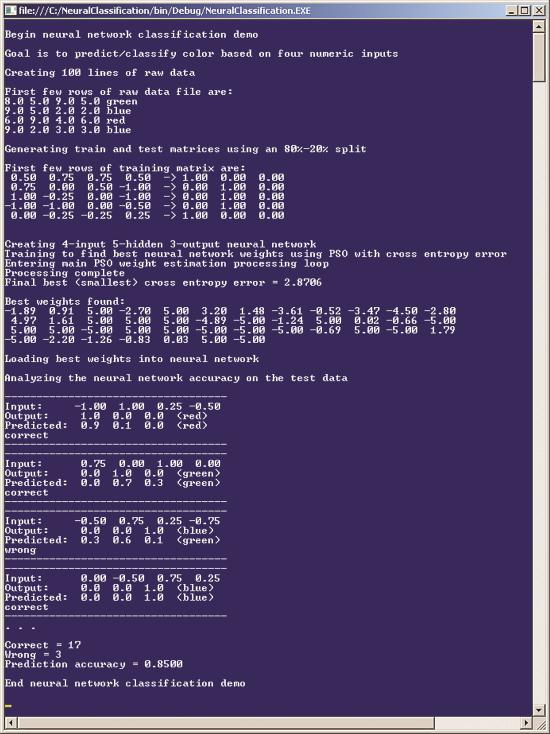 file:///C:/NeuralClassification/bin/Debug/NeuralClassification.EXE
Begin neural network classification demo
Goal is to predict/classify color based on four numeric inputs
Creating 100 lines of raw data
First few rows of raw data file are:
8.0 5.0 9.0 5.0 green
9.0 5.0 2.0 2.0 blue
6.0 9.0 4.0 6.0 red
9.0 2.0 3.0 3.0 blue
Generating train and test matrices using an 80%-20% split
First few rows of training matrix are:
0.50 0.75 0.75 0.50 -> 1.00 0.00 0.00
0.75 0.00 0.50 -1.00 -> 0.00 1.00 0.00
1.00 -0.25 0.00 -1.00 -> 0.00 1.00 0.00
-1.00 -1.00 0.00 -0.50 -> 0.00 1.00 0.00
0.00 -0.25 -0.25 0.25 -> 1.00 0.00 0.00
Creating 4-input 5-hidden 3-output neural network
Training to find best neural network weights using PSO with cross entropy error
Entering main PSO weight estimation processing loop
Processing complete
Final best (smallest) cross entropy error = 2.8706
Best weights found:
-1.89 0.91 5.00 -2.70 5.00 3.20 1.48 -3.61 -0.52 -3.47 -4.50 -2.80
4.97 1.61 5.00 5.00 5.00 -4.89 -5.00 -1.24 5.00 0.02 -0.66 -5.00
5.00 5.00 -5.00 5.00 5.00 -5.00 -5.00 -5.00 -0.69 5.00 -5.00 1.79
-5.00 -2.20 -1.26 -0.83 0.03 5.00 -5.00
Loading best weights into neural network
Analyzing the neural network accuracy on the test data
----------------------------------
Input: -1.00 1.00 0.25 -0.50
Output: 1.0 0.0 0.0 (red)
Predicted: 0.9 0.1 0.0 (red)
correct
----------------------------------
----------------------------------
Input: 0.75 0.00 1.00 0.00
Output: 0.0 1.0 0.0 (green)
Predicted: 0.0 0.7 0.3 (green)
correct
----------------------------------
----------------------------------
Input: -0.50 0.75 0.25 -0.75
Output: 0.0 0.0 1.0 (blue)
Predicted: 0.3 0.6 0.1 (green)
wrong
----------------------------------
----------------------------------
Input: 0.00 -0.50 0.75 0.25
Output: 0.0 0.0 1.0 (blue)
Predicted: 0.0 0.0 1.0 (blue)
correct
----------------------------------
. . .
Correct = 17
Wrong = 3
Prediction accuracy = 0.8500
End neural network classification demo